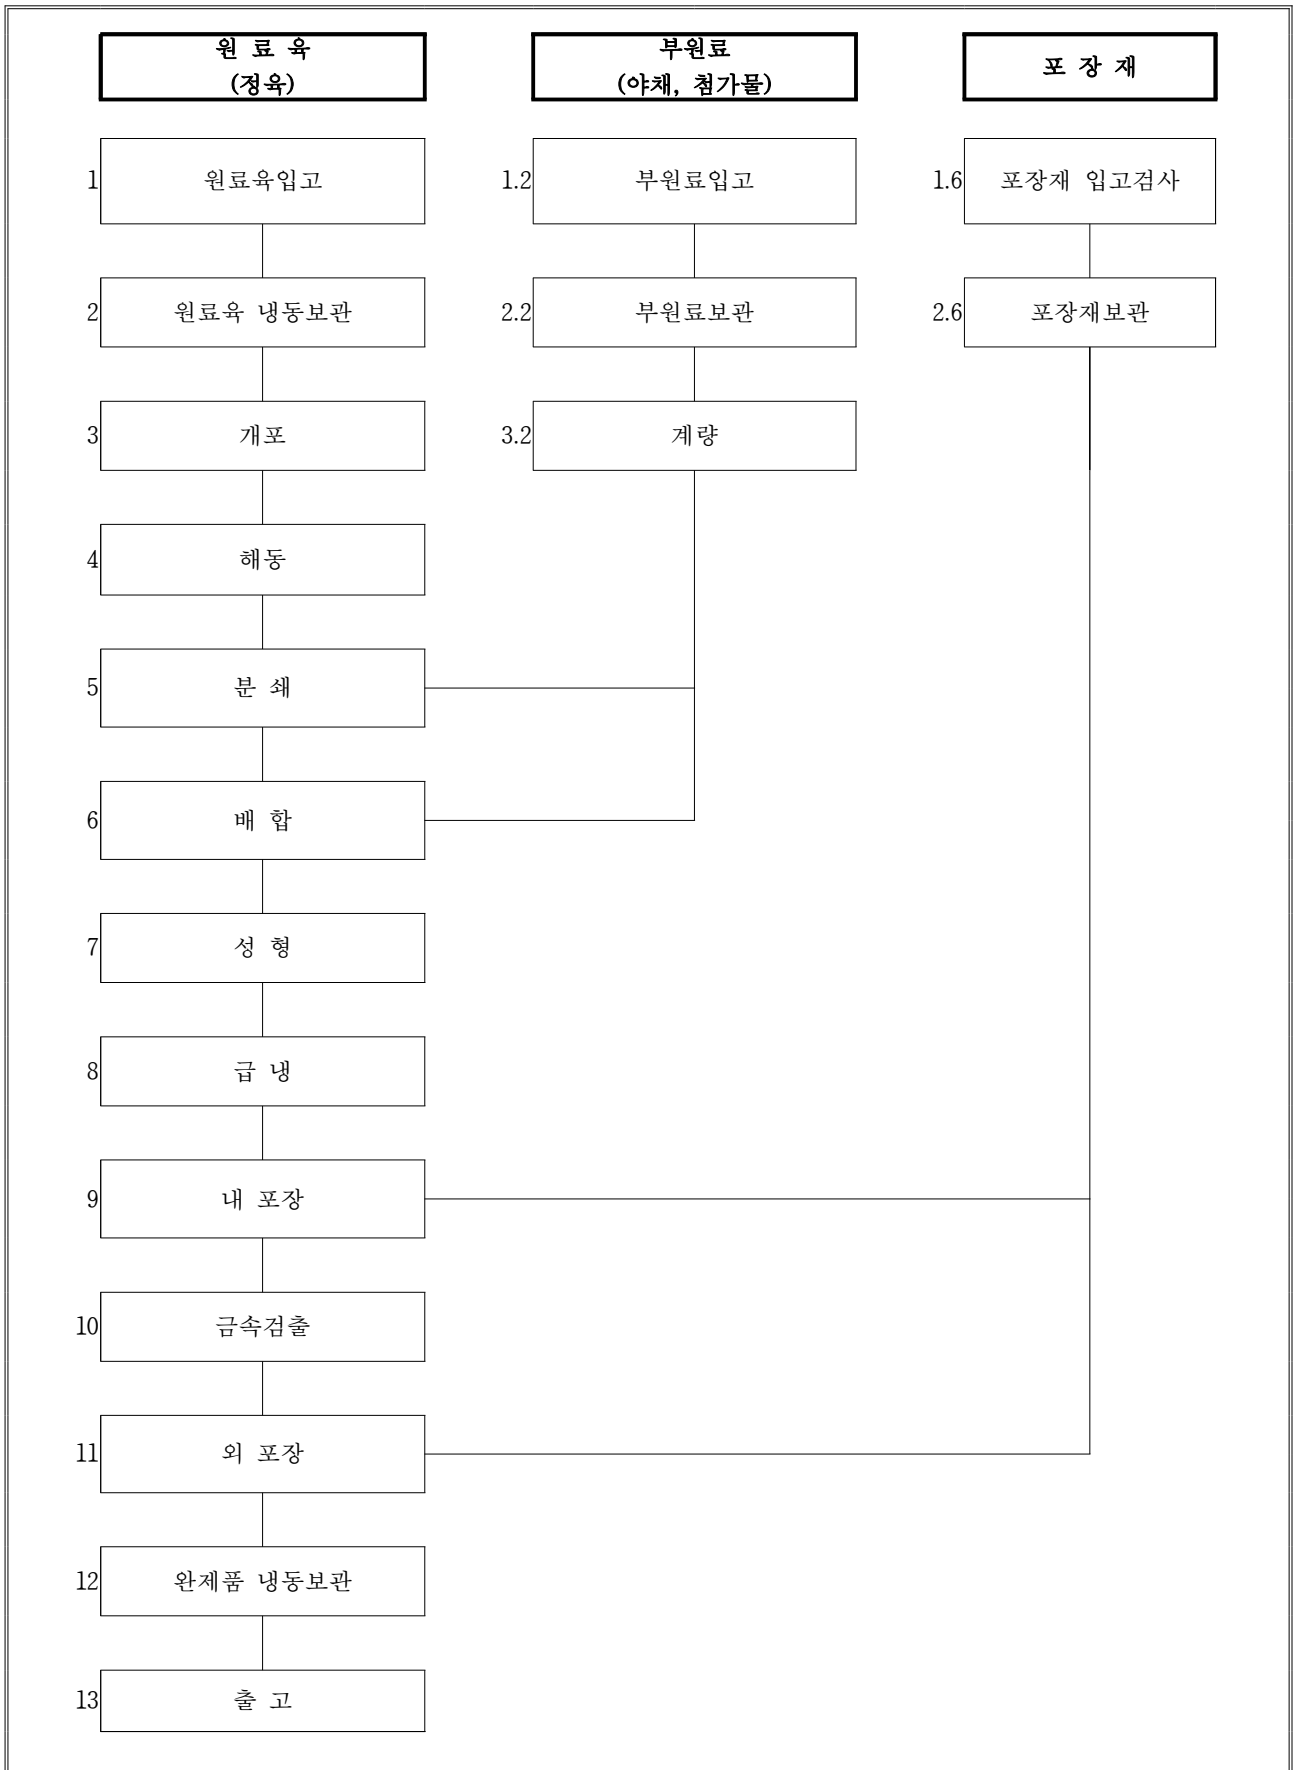 원 료 육
(정육)
부원료
(야채, 첨가물)
포 장 재
1 원료육입고
1.2 부원료입고
1.6 포장재 입고검사
2 원료육 냉동보관
2.2 부원료보관
2.6 포장재보관
3 개포
3.2 계량
4 해동
5 분 쇄
6 배 합
7 성 형
8 급 냉
9 내 포장
10 금속검출
11 외 포장
12 완제품 냉동보관
13 출 고